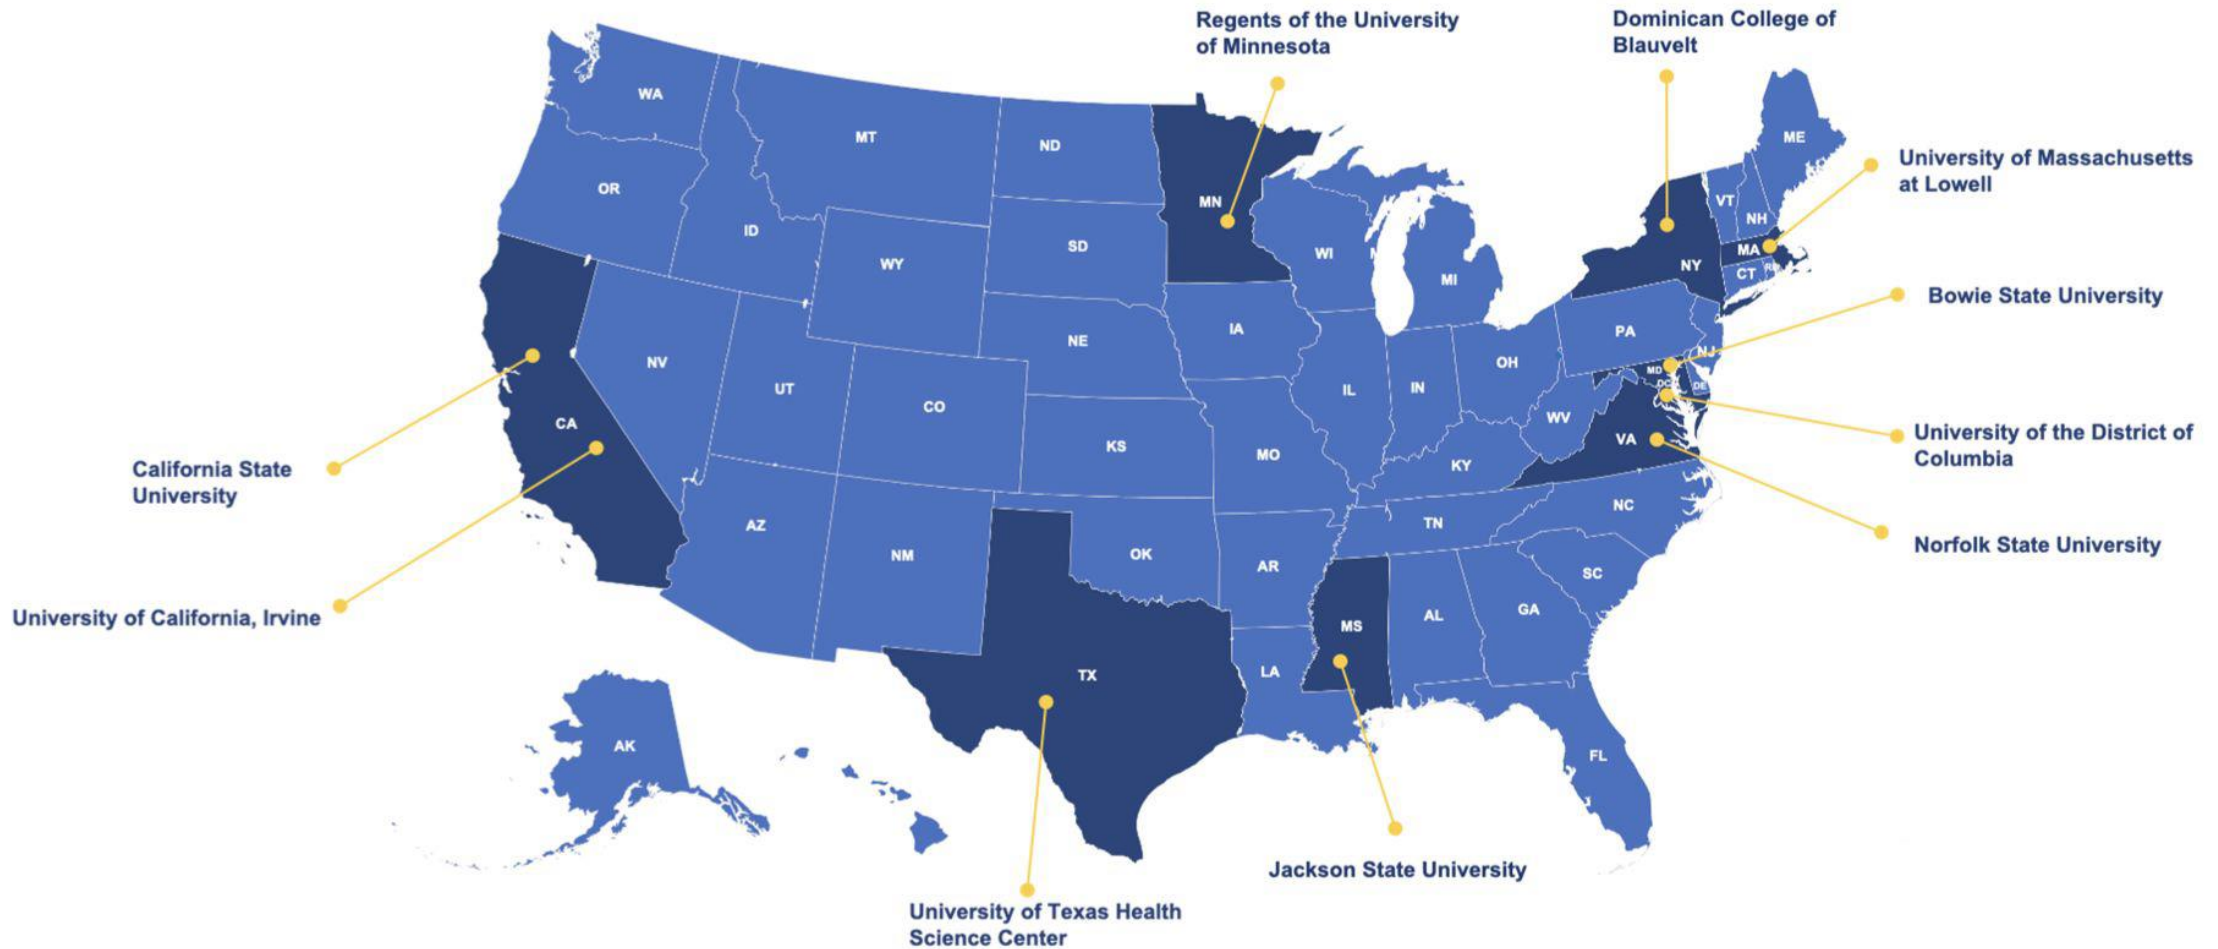 Regents of the University
of Minnesota
Dominican College of
Blauvelt
University of Massachusetts
at Lowell
Bowie State University
University of the District of
Columbia
Norfolk State University
Jackson State University
University of Texas Health
Science Center
California State
University
University of California, Irvine
WA
MT
ND
MN
ME
OR
ID
SD
WI
VT
NH
WY
MI
NY
MA
CT
RI
NE
IA
PA
NJ
NV
UT
CO
IL
IN
OH
MD
DC
DE
CA
KS
MO
WV
VA
KY
AZ
NM
OK
AR
TN
NC
SC
MS
AL
GA
TX
LA
AK
FL